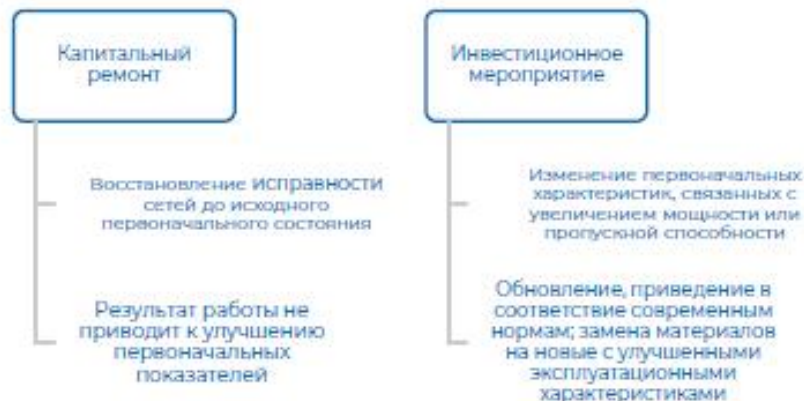 Капитальный
ремонт
Восстановление исправности
сетей до исходного
первоначального состояния
Результат работы не
приводит к улучшению
первоначальных
показателей
Инвестиционное
мероприятие
Изменение первоначальных
характеристик, связанных с
увеличением мощности или
пропускной способности
Обновление, приведение в
соответствие современным
нормам; замена материалов
на новые с улучшенными
эксплуатационными
характеристиками